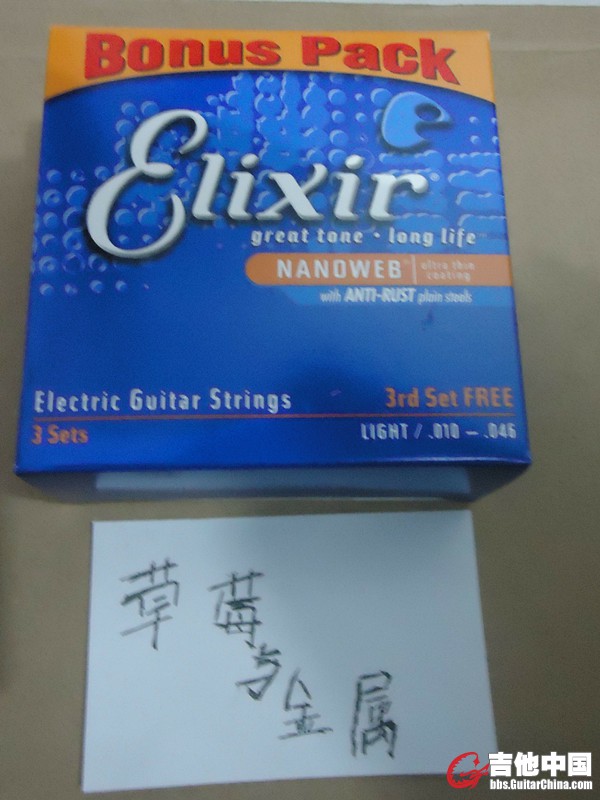 Bonus Pack
Elixir
great tone • long life
NANOWEB™ ultra thin
coating
with ANTI-RUST plain steels
Electric Guitar Strings 3rd Set FREE
3 Sets LIGHT / .010 – .046
草莓
与
金属
吉他中国
bbs.GuitarChina.com